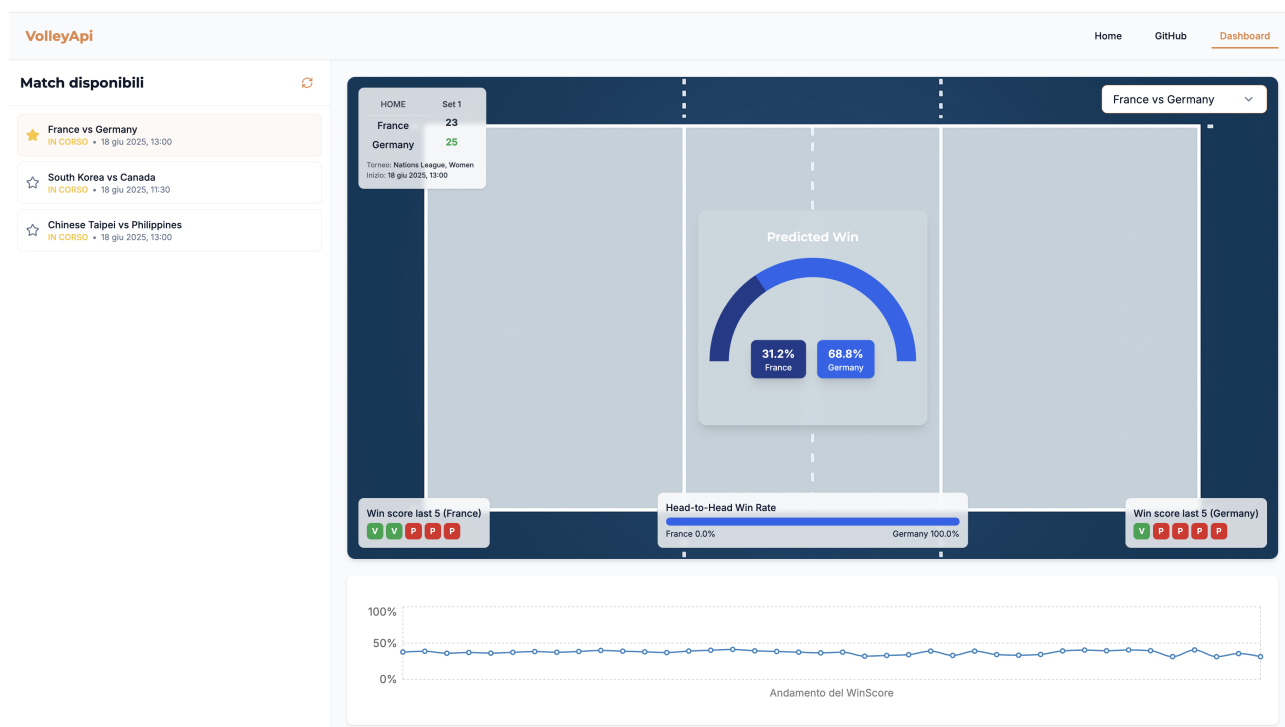 VolleyApi
Home
GitHub
Dashboard
Match disponibili
France vs Germany
IN CORSO • 18 giu 2025, 13:00
South Korea vs Canada
IN CORSO • 18 giu 2025, 11:30
Chinese Taipei vs Philippines
IN CORSO • 18 giu 2025, 13:00
HOME Set 1
France 23
Germany 25
Torneo: Nations League, Women
Inizio: 18 giu 2025, 13:00
France vs Germany
Predicted Win
31.2%
France
68.8%
Germany
Win score last 5 (France)
V V P P P
Head-to-Head Win Rate
France 0.0% Germany 100.0%
Win score last 5 (Germany)
V P P P P
100%
50%
0%
Andamento del WinScore